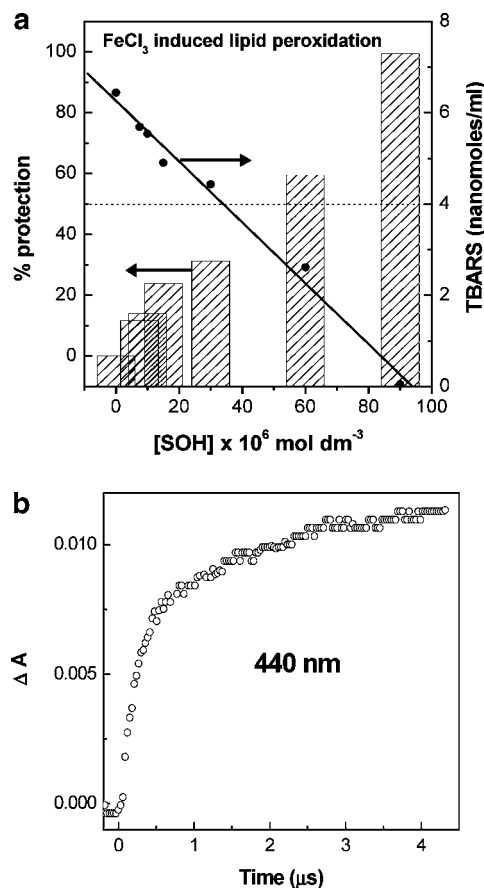 a
FeCl3 induced lipid peroxidation
100
80
60
40
20
0
% protection
8
6
4
2
0
TBARS (nanomoles/ml)
0 20 40 60 80 100
[SOH] x 10^6 mol dm^-3
b
0.010
0.005
0.000
Δ A
440 nm
0 1 2 3 4
Time (μs)